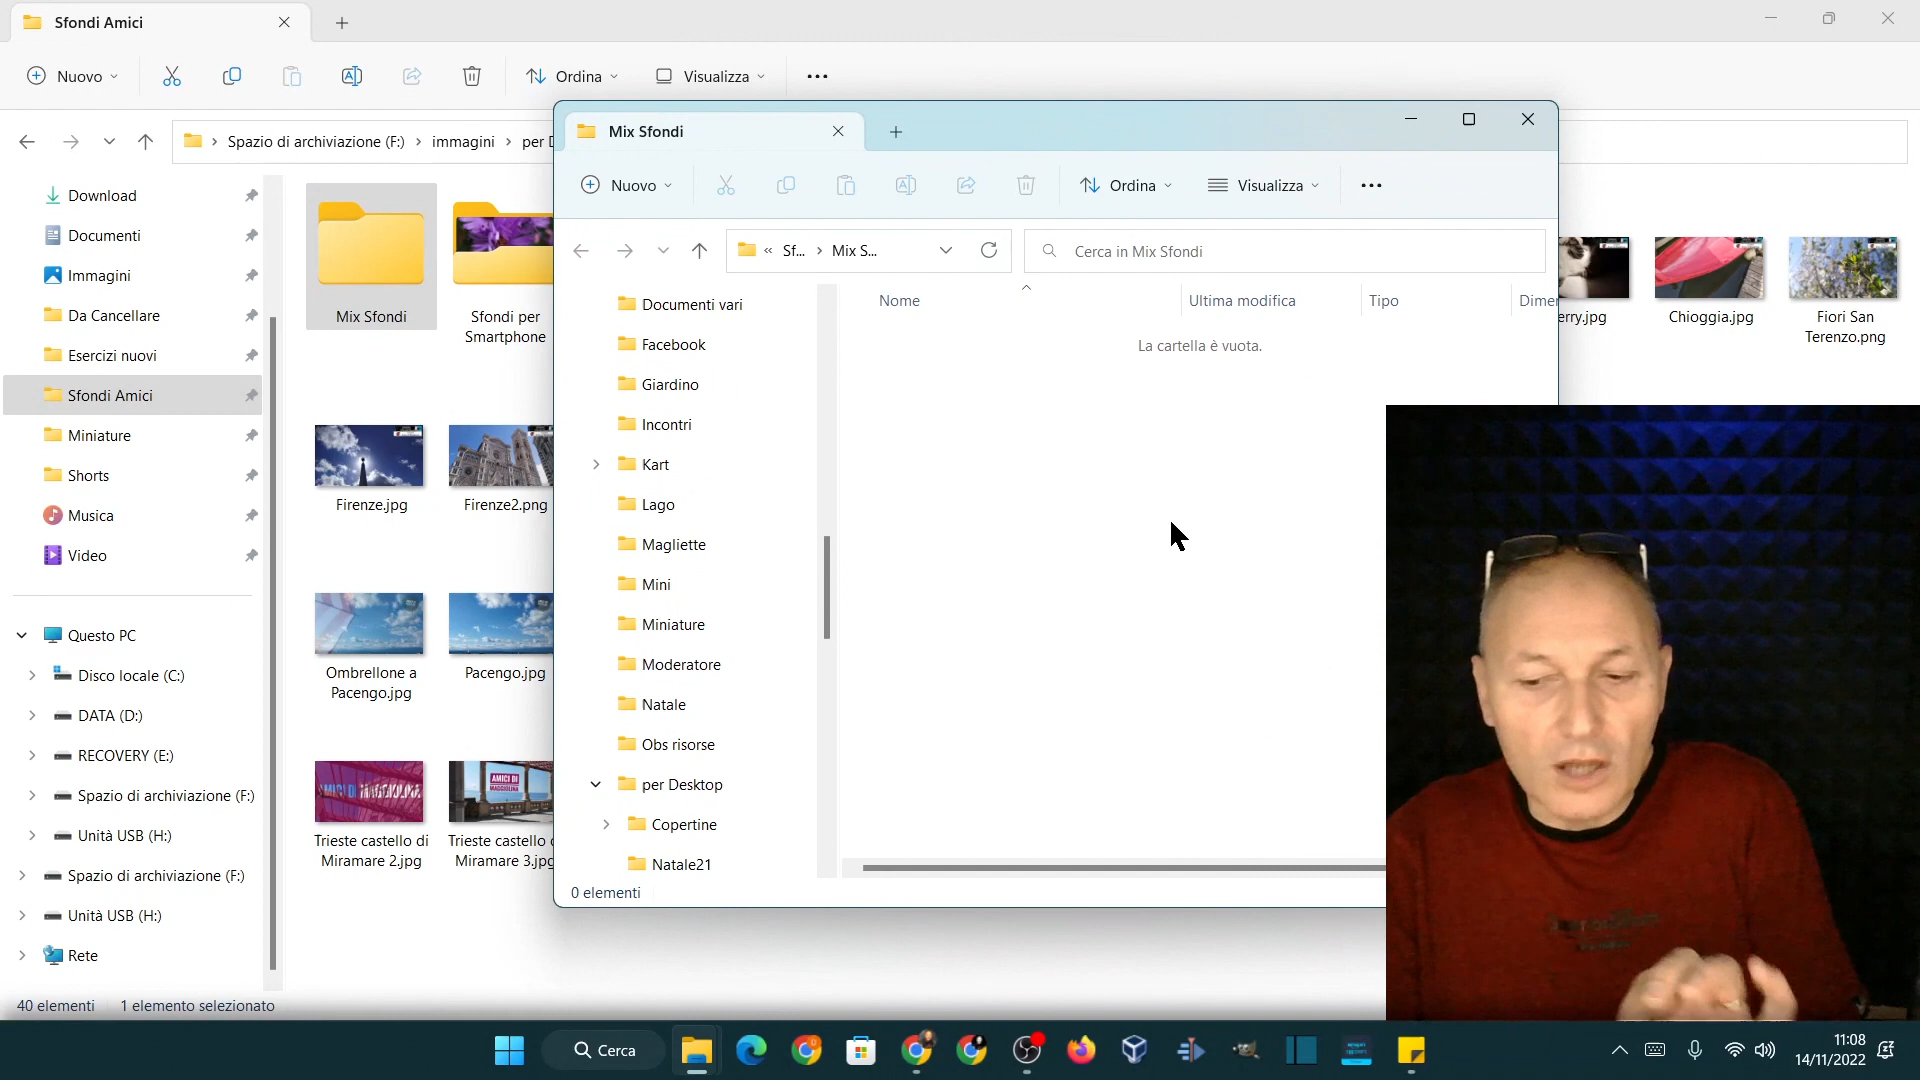 Sfondi Amici
Nuovo
Ordina
Visualizza
Spazio di archiviazione (F:)
immagini
per D
Download
Documenti
Immagini
Da Cancellare
Esercizi nuovi
Sfondi Amici
Miniature
Shorts
Musica
Video
Questo PC
Disco locale (C:)
DATA (D:)
RECOVERY (E:)
Spazio di archiviazione (F:)
Unità USB (H:)
Spazio di archiviazione (F:)
Unità USB (H:)
Rete
40 elementi
1 elemento selezionato
Mix Sfondi
Sfondi per
Smartphone
Firenze.jpg
Firenze2.png
Ombrellone a
Pacengo.jpg
Pacengo.jpg
AMICI DI MAGGIOLINA
AMICI DI
MAGGIOLINA
Trieste castello di
Miramare 2.jpg
Trieste castello d
Miramare 3.jpg
Mix Sfondi
Nuovo
Ordina
Visualizza
« Sf...
Mix S...
Cerca in Mix Sfondi
Documenti vari
Facebook
Giardino
Incontri
Kart
Lago
Magliette
Mini
Miniature
Moderatore
Natale
Obs risorse
per Desktop
Copertine
Natale21
0 elementi
Nome
Ultima modifica
Tipo
Dimen
La cartella è vuota.
erry.jpg
Chioggia.jpg
Fiori San
Terenzo.png
Cerca
11:08
14/11/2022